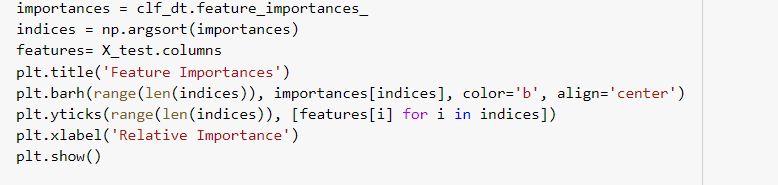 importances = clf_dt.feature_importances_
indices = np.argsort(importances)
features= X_test.columns
plt.title('Feature Importances')
plt.barh(range(len(indices)), importances[indices], color='b', align='center')
plt.yticks(range(len(indices)), [features[i] for i in indices])
plt.xlabel('Relative Importance')
plt.show()